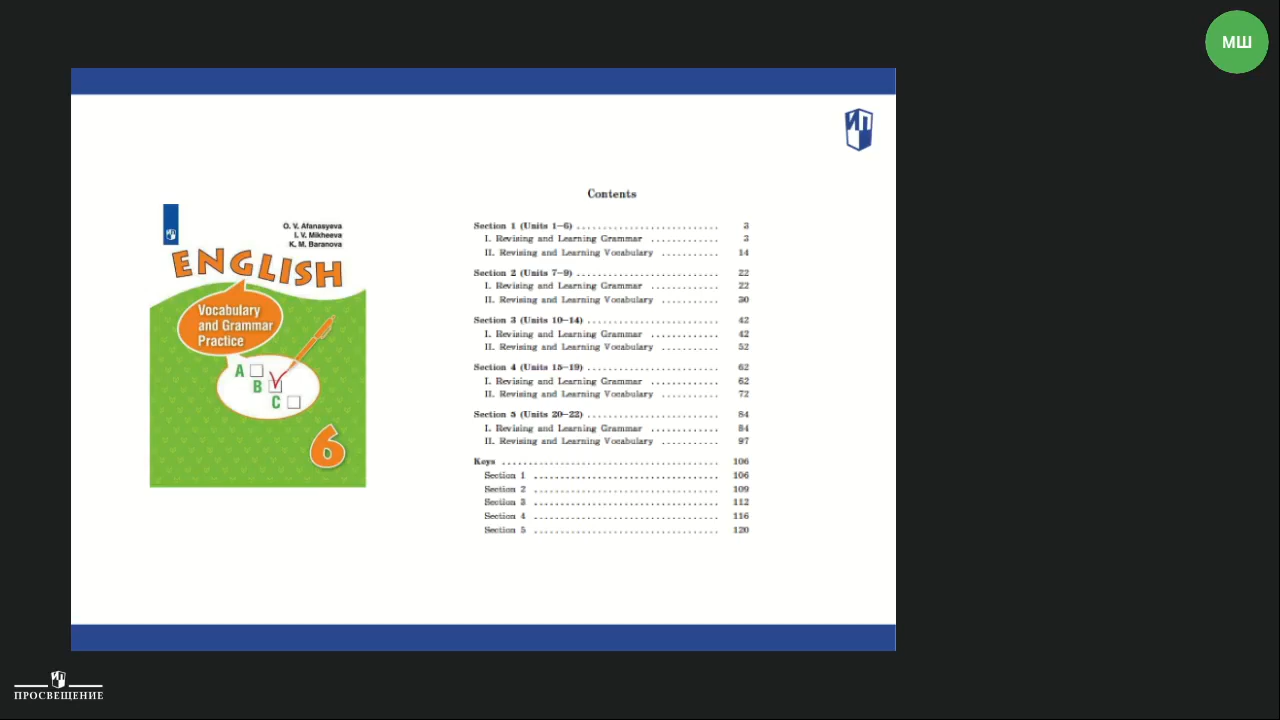 МШ
ИП
O. V. Afanasyeva
I. V. Mikheeva
K. M. Baranova
ENGLISH
Vocabulary
and Grammar
Practice
A
B
C
6
Contents
Section 1 (Units 1–6) ........................... 3
I. Revising and Learning Grammar ............ 3
II. Revising and Learning Vocabulary ........... 14
Section 2 (Units 7–9) ........................... 22
I. Revising and Learning Grammar ............ 22
II. Revising and Learning Vocabulary ........... 30
Section 3 (Units 10–14) ......................... 42
I. Revising and Learning Grammar ............ 42
II. Revising and Learning Vocabulary ........... 52
Section 4 (Units 15–19) ......................... 62
I. Revising and Learning Grammar ............ 62
II. Revising and Learning Vocabulary ........... 72
Section 5 (Units 20–22) ......................... 84
I. Revising and Learning Grammar ............ 84
II. Revising and Learning Vocabulary ........... 97
Keys ......................................... 106
Section 1 ................................... 106
Section 2 ................................... 109
Section 3 ................................... 112
Section 4 ................................... 116
Section 5 ................................... 120
ПРОСВЕЩЕНИЕ